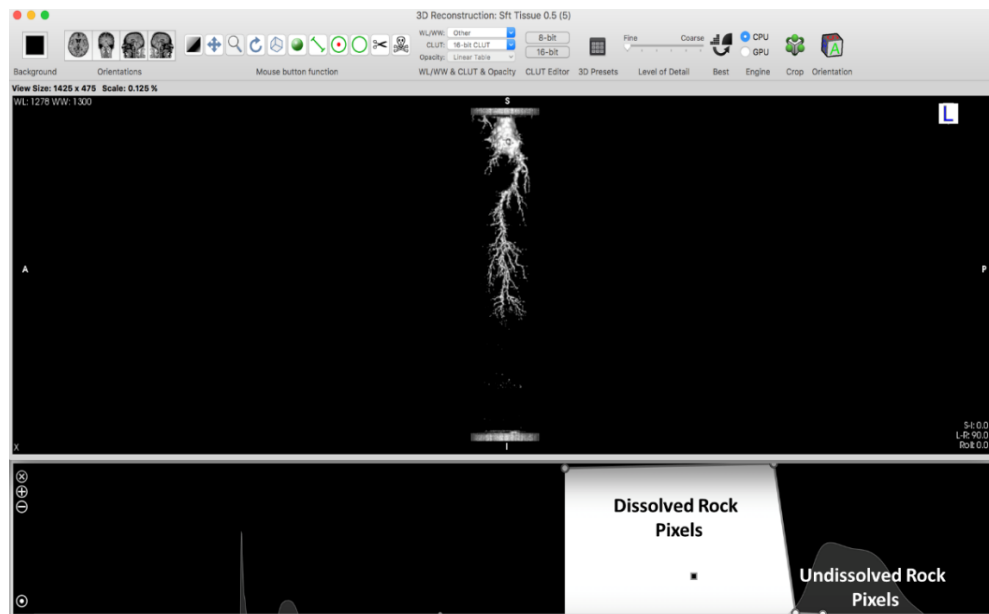 3D Reconstruction: Sft Tissue 0.5 (5)
WL/WW: Other
CLUT: 16-bit CLUT
Opacity: Linear Table
8-bit
16-bit
Fine Coarse
CPU
GPU
Background Orientations Mouse button function WL/WW & CLUT & Opacity CLUT Editor 3D Presets Level of Detail Best Engine Crop Orientation
View Size: 1425 x 475 Scale: 0.125 %
WL: 1278 WW: 1300
S
L
A
P
S-I: 0.0
L-R: 90.0
Roll: 0.0
X
I
Dissolved Rock
Pixels
Undissolved Rock
Pixels